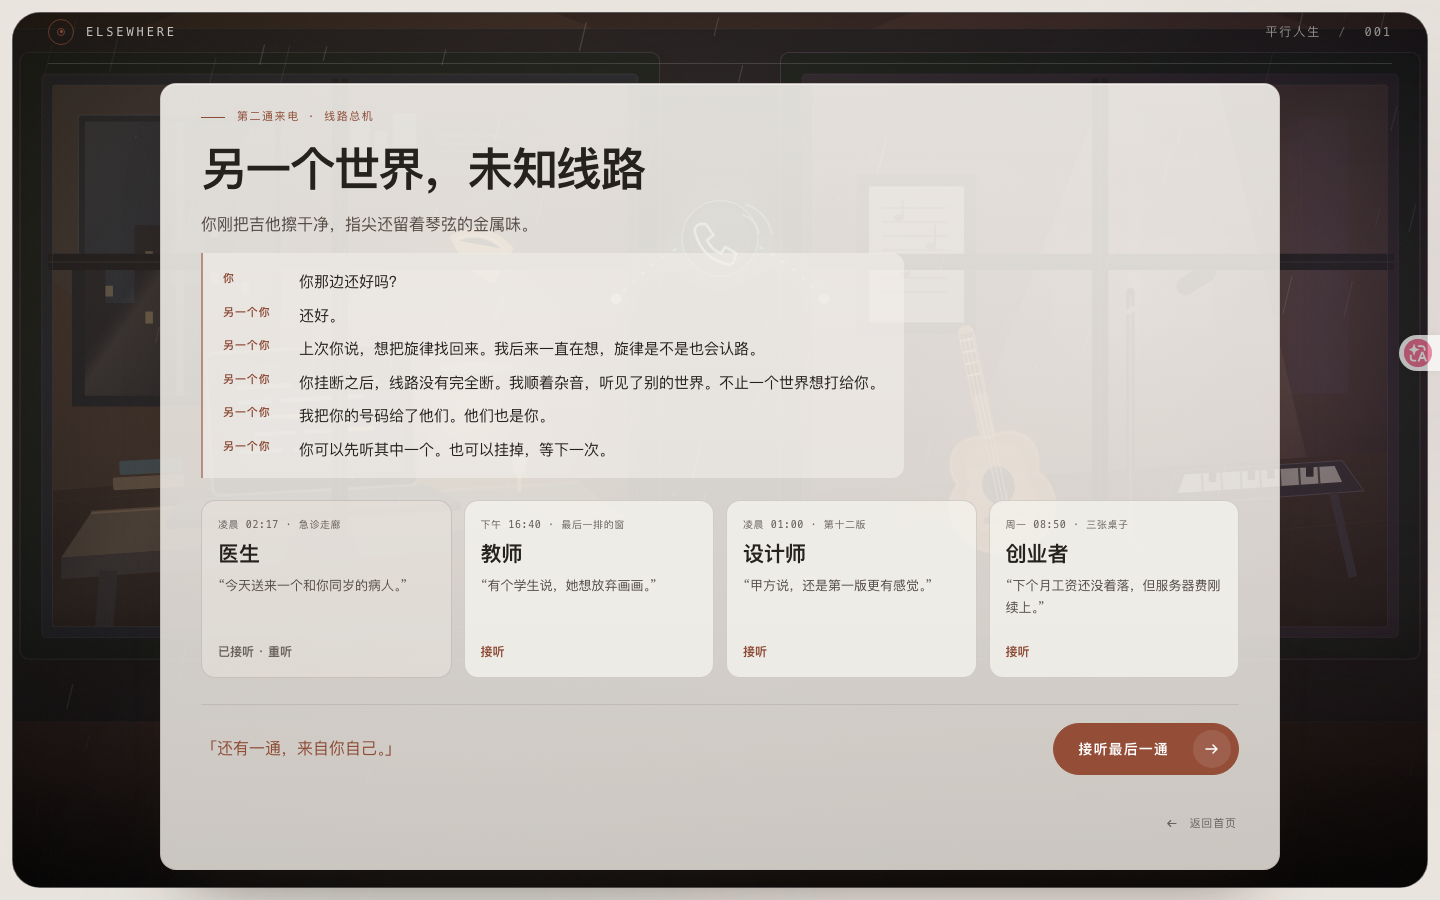 ELSEWHERE
平行人生 / 001
第二通来电 · 线路总机
另一个世界，未知线路
你刚把吉他擦干净，指尖还留着琴弦的金属味。
你 你那边还好吗？
另一个你 还好。
另一个你 上次你说，想把旋律找回来。我后来一直在想，旋律是不是也会认路。
另一个你 你挂断之后，线路没有完全断。我顺着杂音，听见了别的世界。不止一个世界想打给你。
另一个你 我把你的号码给了他们。他们也是你。
另一个你 你可以先听其中一个。也可以挂掉，等下一次。
凌晨 02:17 · 急诊走廊
医生
“今天送来一个和你同岁的病人。”
已接听 · 重听
下午 16:40 · 最后一排的窗
教师
“有个学生说，她想放弃画画。”
接听
凌晨 01:00 · 第十二版
设计师
“甲方说，还是第一版更有感觉。”
接听
周一 08:50 · 三张桌子
创业者
“下个月工资还没着落，但服务器费刚
续上。”
接听
「还有一通，来自你自己。」
接听最后一通 →
← 返回首页